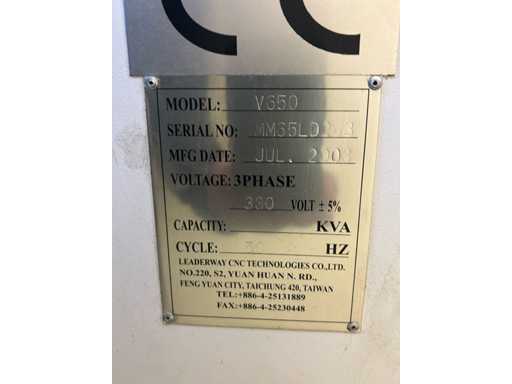 MODEL: V650
SERIAL NO:
MFG DATE: JUL.
VOLTAGE:3PHASE
VOLT ± 5%
CAPACITY: KVA
CYCLE: HZ
LEADERWAY CNC TECHNOLOGIES CO.,LTD.
NO.220, S2, YUAN HUAN N. RD.,
FENG YUAN CITY, TAICHUNG 420, TAIWAN
TEL:+886-4-25131889
FAX:+886-4-25230448